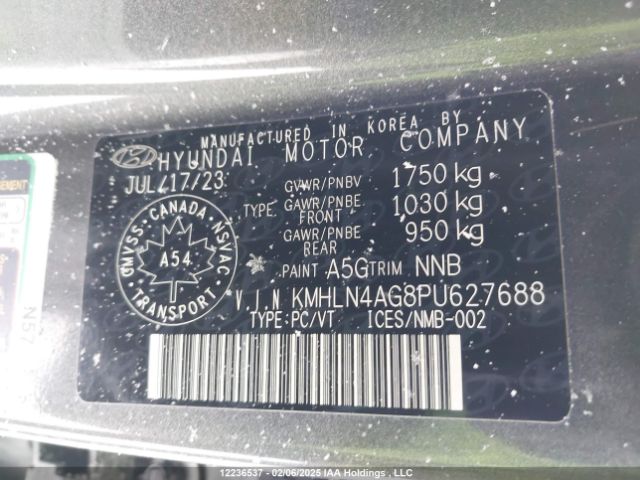 MANUFACTURED IN KOREA BY
HYUNDAI MOTOR COMPANY
JUL/17/23
GVWR/PNBV 1750 kg
TYPE GAWR/PNBE FRONT 1030 kg
GAWR/PNBE REAR 950 kg
CMVSS. CANADA. NSVAC
A54
TRANSPORT
PAINT A5G TRIM NNB
V.I.N KMHLN4AG8PU627688
TYPE:PC/VT ICES/NMB-002
12236537 - 02/06/2025 IAA Holdings, LLC